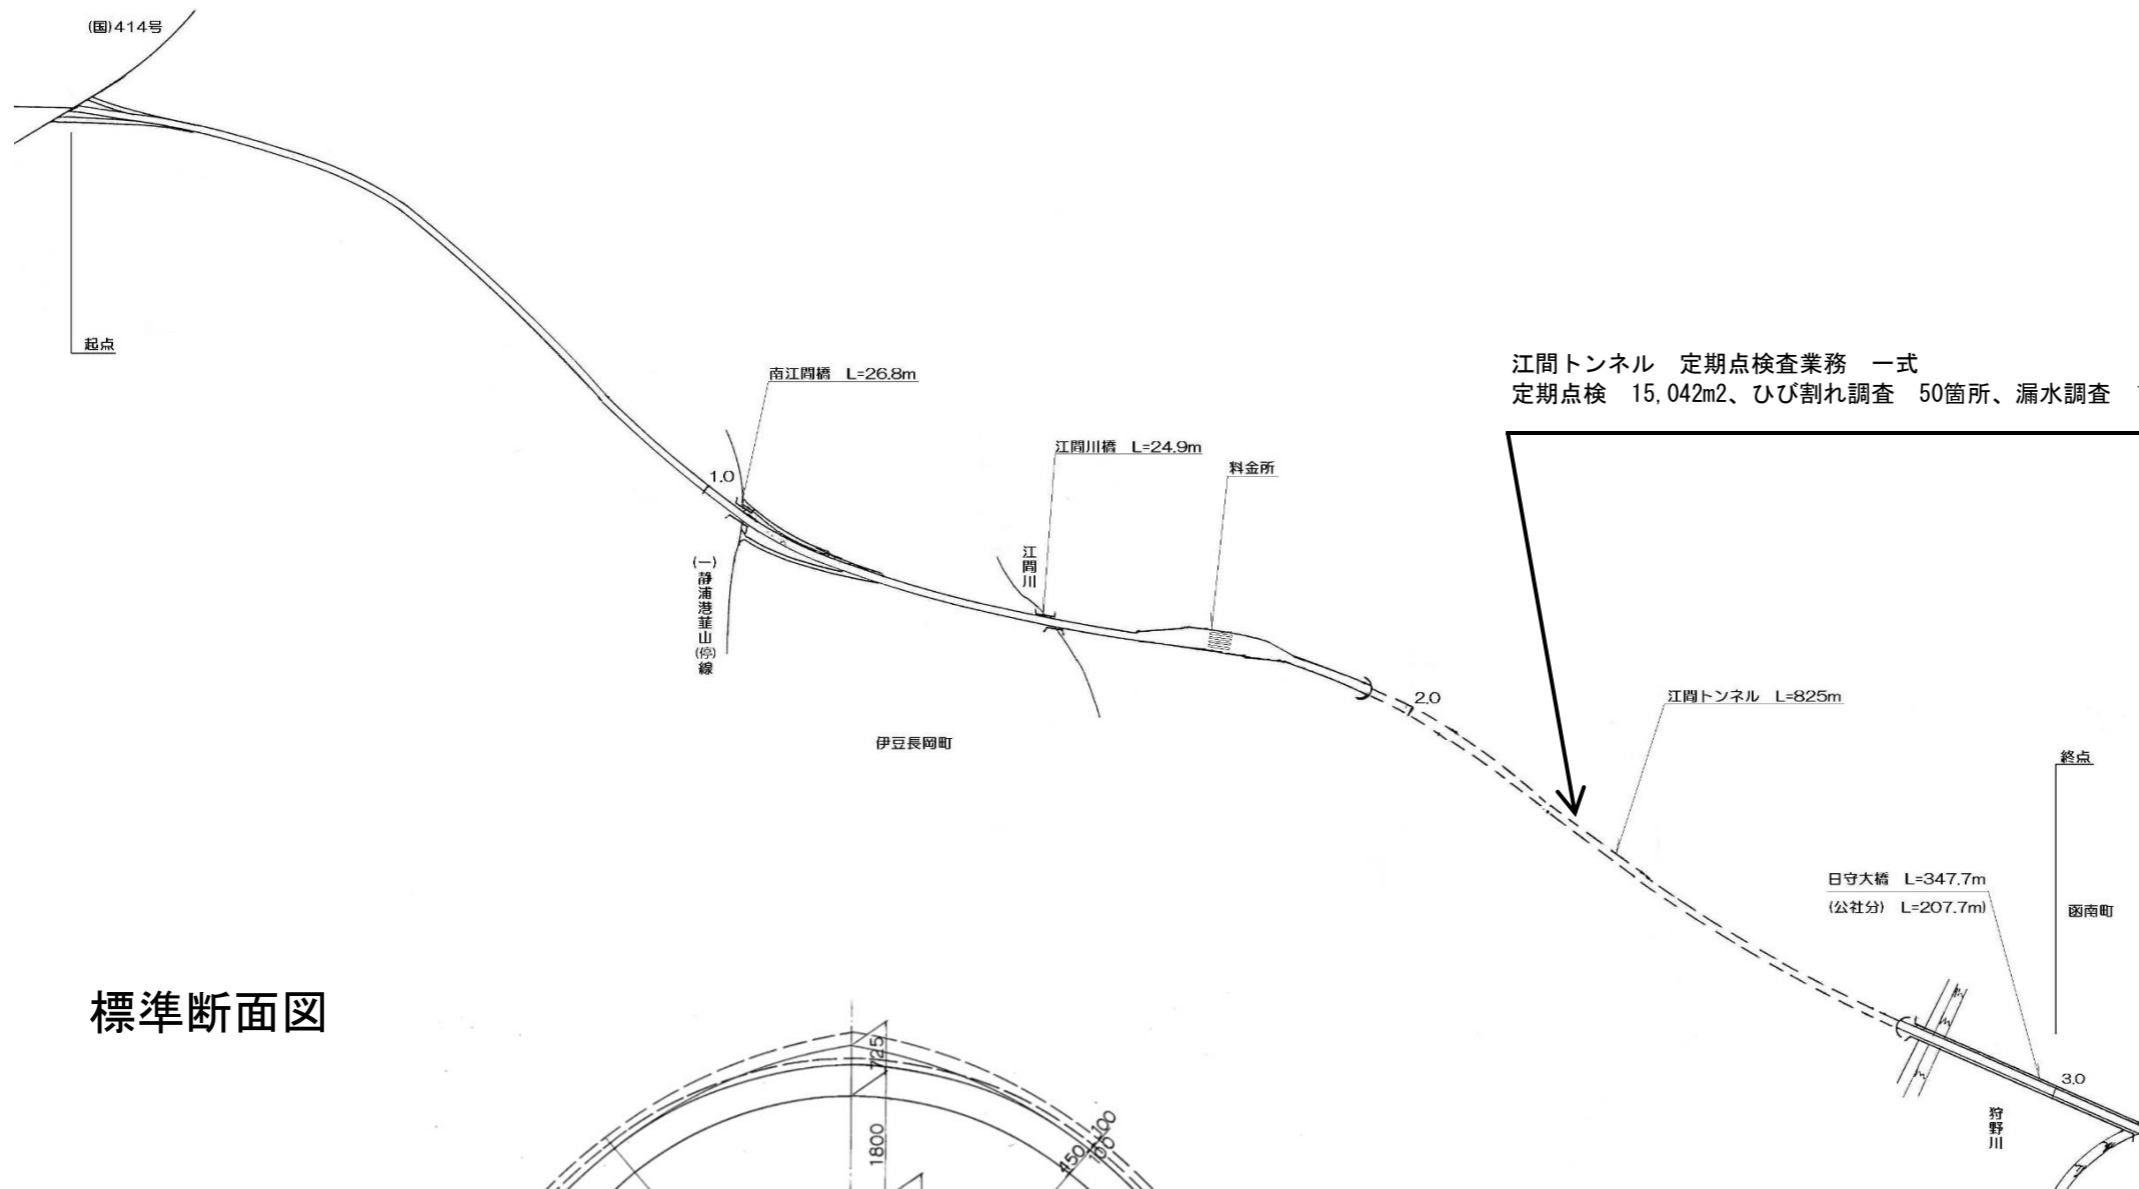 (国)414号
起点
南江間橋 L=26.8m
江間トンネル 定期点検査業務 一式
定期点検 15,042m2、ひび割れ調査 50箇所、漏水調査
江間川橋 L=24.9m
料金所
1.0
江間川
(一)静浦港韮山(停)線
2.0
江間トンネル L=825m
伊豆長岡町
終点
日守大橋 L=347.7m
(公社分) L=207.7m)
函南町
標準断面図
3.0
狩野川
725
1800
450
100
100